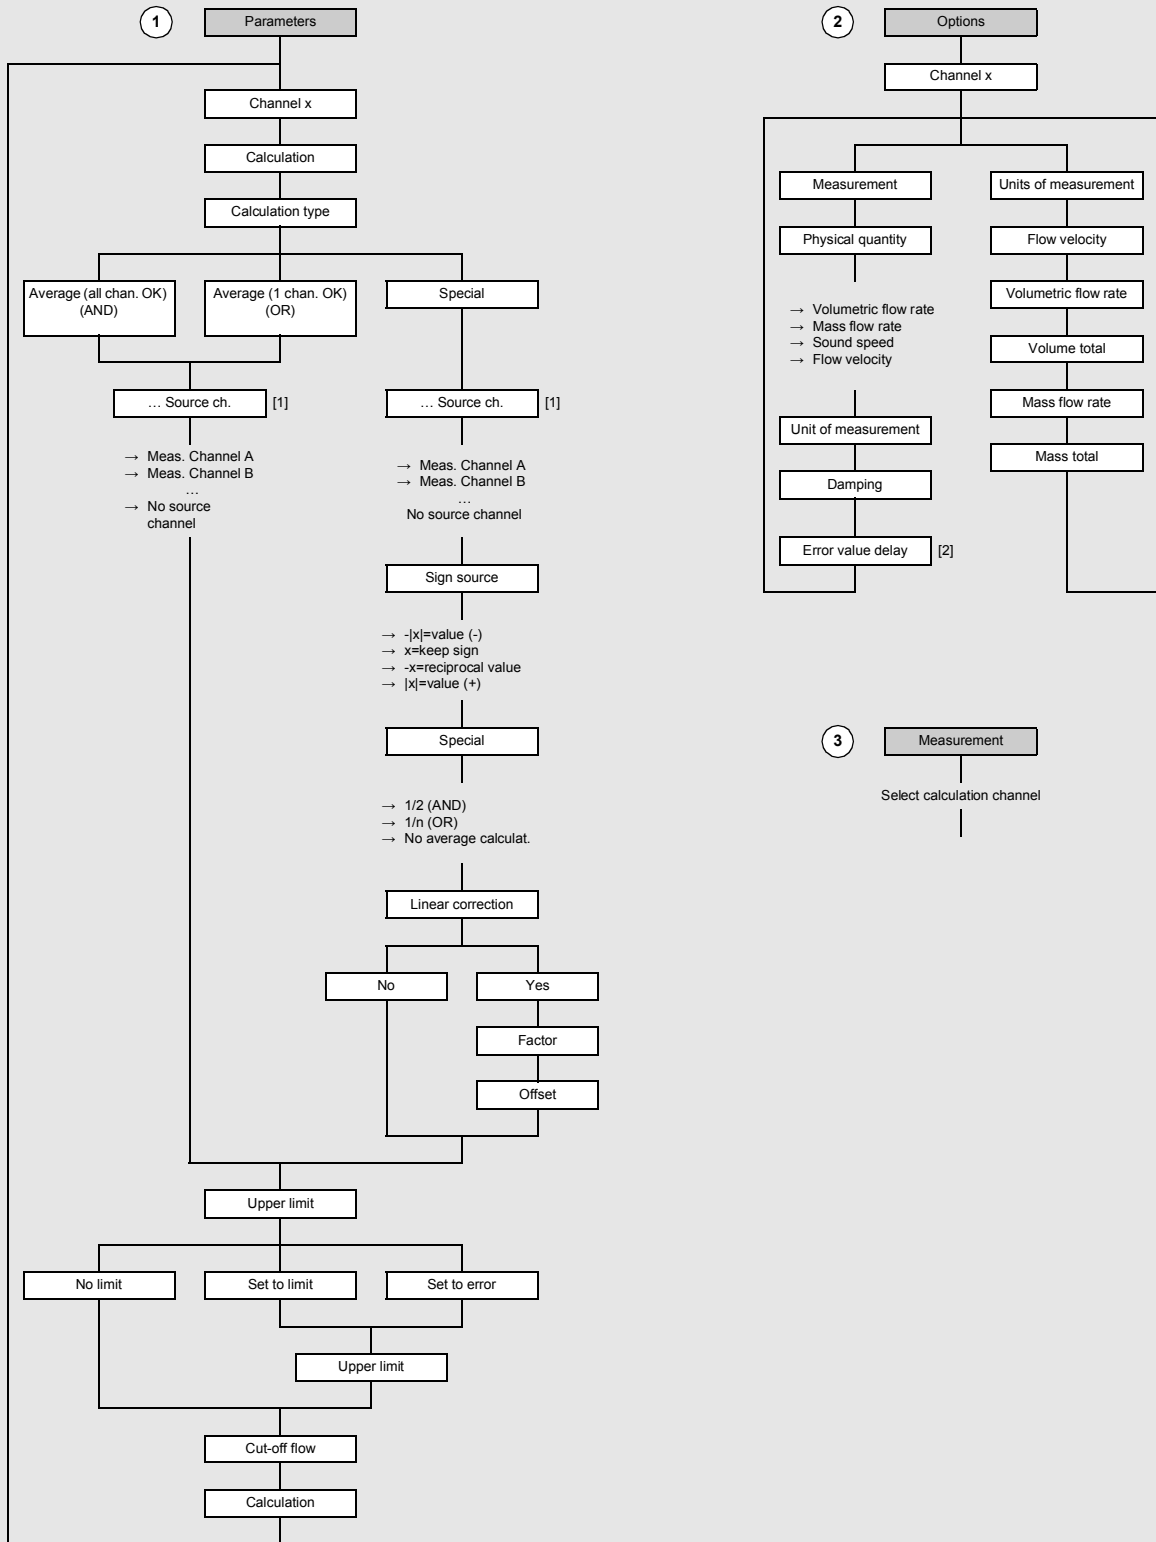 1
Parameters
Channel x
Calculation
Calculation type
Average (all chan. OK)
(AND)
Average (1 chan. OK)
(OR)
Special
… Source ch.
[1]
→ Meas. Channel A
→ Meas. Channel B
…
→ No source
channel
… Source ch.
[1]
→ Meas. Channel A
→ Meas. Channel B
…
No source channel
Sign source
→ -|x|=value (-)
→ x=keep sign
→ -x=reciprocal value
→ |x|=value (+)
Special
→ 1/2 (AND)
→ 1/n (OR)
→ No average calculat.
Linear correction
No
Yes
Factor
Offset
Upper limit
No limit
Set to limit
Set to error
Upper limit
Cut-off flow
Calculation
2
Options
Channel x
Measurement
Physical quantity
→ Volumetric flow rate
→ Mass flow rate
→ Sound speed
→ Flow velocity
Unit of measurement
Damping
Error value delay
[2]
Units of measurement
Flow velocity
Volumetric flow rate
Volume total
Mass flow rate
Mass total
3
Measurement
Select calculation channel